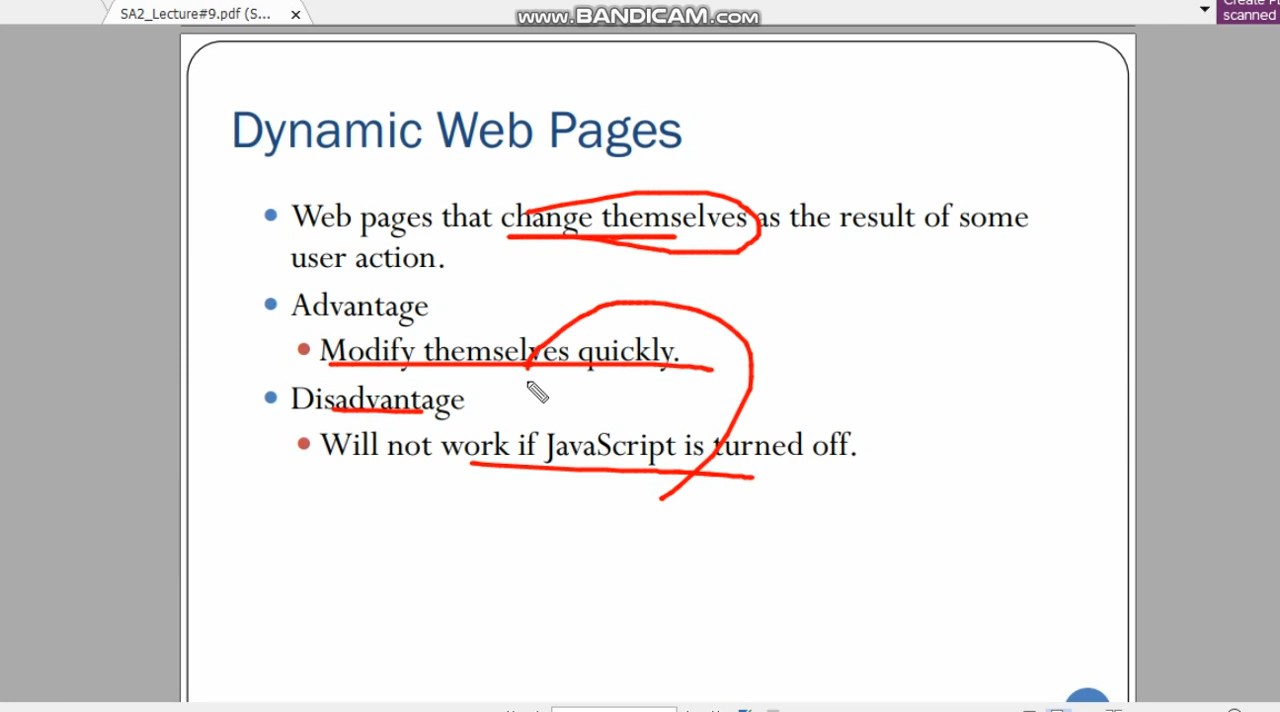 SA2_Lecture#9.pdf (S...
www.BANDICAM.com
scanned
Dynamic Web Pages
Web pages that change themselves as the result of some
user action.
Advantage
Modify themselves quickly.
Disadvantage
Will not work if JavaScript is turned off.